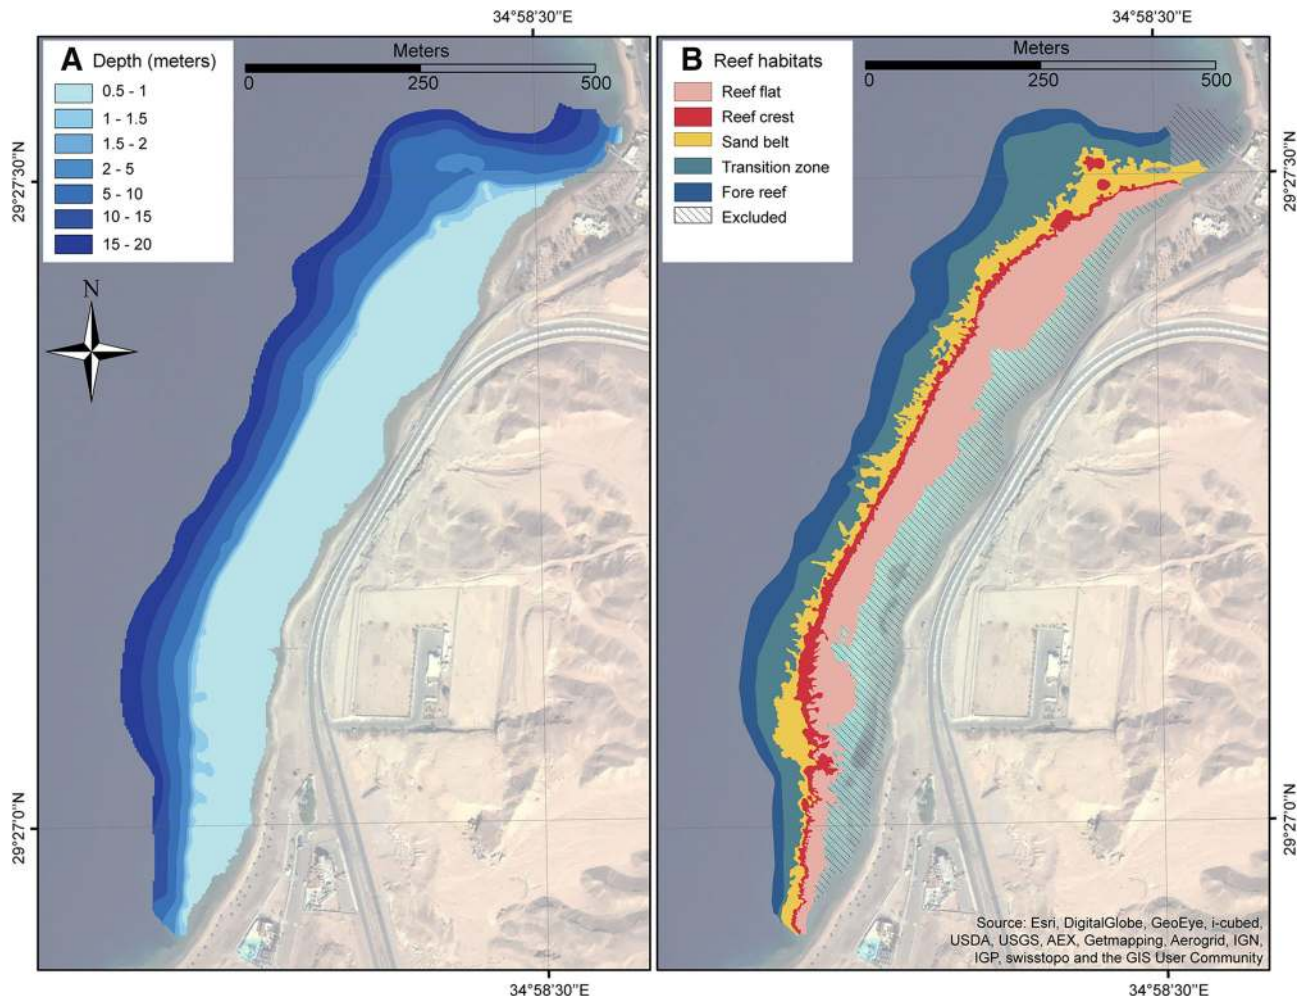 34°58'30"E
34°58'30"E
A Depth (meters)
0.5 - 1
1 - 1.5
1.5 - 2
2 - 5
5 - 10
10 - 15
15 - 20
Meters
0 250 500
N
29°27'30"N
29°27'0"N
34°58'30"E
B Reef habitats
Reef flat
Reef crest
Sand belt
Transition zone
Fore reef
Excluded
Meters
0 250 500
29°27'30"N
29°27'0"N
Source: Esri, DigitalGlobe, GeoEye, i-cubed,
USDA, USGS, AEX, Getmapping, Aerogrid, IGN,
IGP, swisstopo and the GIS User Community
34°58'30"E